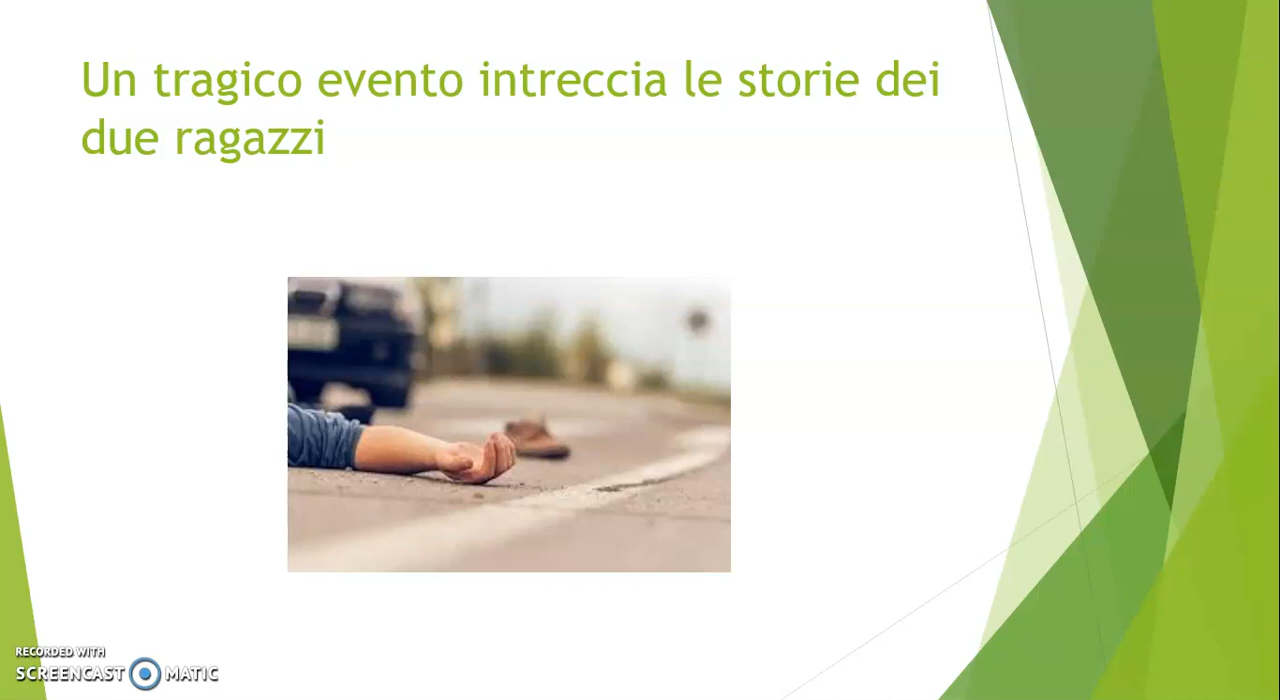 Un tragico evento intreccia le storie dei
due ragazzi
RECORDED WITH
SCREENCAST MATIC